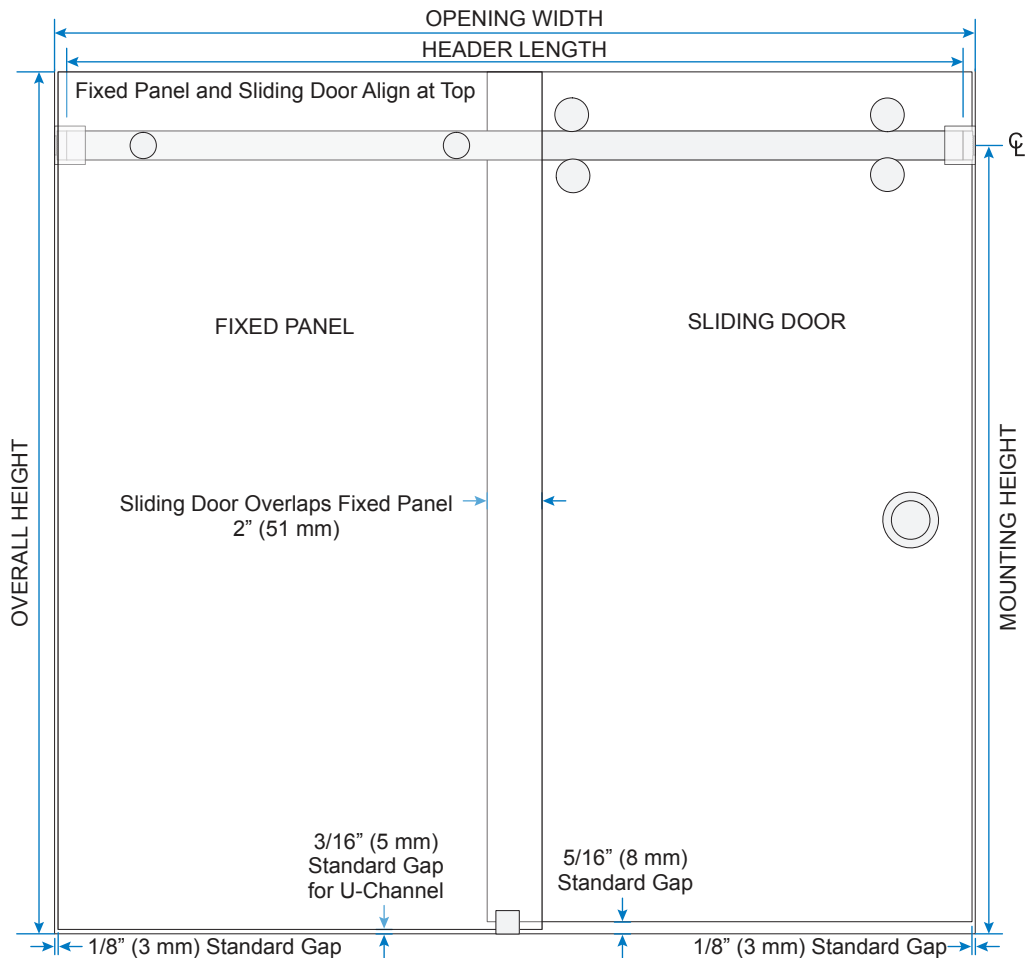 OPENING WIDTH
HEADER LENGTH
Fixed Panel and Sliding Door Align at Top
℄
FIXED PANEL
SLIDING DOOR
OVERALL HEIGHT
MOUNTING HEIGHT
Sliding Door Overlaps Fixed Panel
2” (51 mm)
3/16” (5 mm)
Standard Gap
for U-Channel
5/16” (8 mm)
Standard Gap
1/8” (3 mm) Standard Gap
1/8” (3 mm) Standard Gap